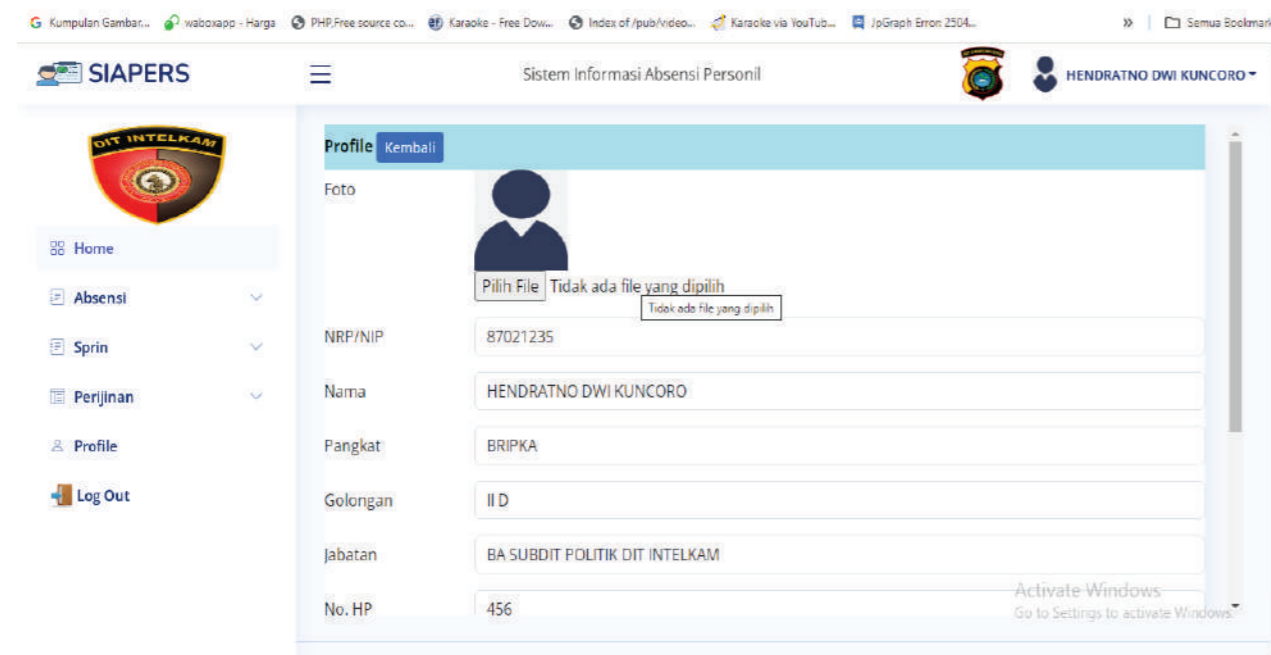 Kumpulan Gambar... waboxapp - Harga PHP,Free source co... Karaoke - Free Dow... Index of /pub/video... Karaoke via YouTub... JpGraph Error: 2504... » Semua Bookmark
SIAPERS Sistem Informasi Absensi Personil HENDRATNO DWI KUNCORO
DIT INTELKAM
Home
Absensi
Sprin
Perijinan
Profile
Log Out
Profile Kembali
Foto
Pilih File Tidak ada file yang dipilih
Tidak ada file yang dipilih
NRP/NIP 87021235
Nama HENDRATNO DWI KUNCORO
Pangkat BRIPKA
Golongan II D
Jabatan BA SUBDIT POLITIK DIT INTELKAM
No. HP 456
Activate Windows
Go to Settings to activate Windows.